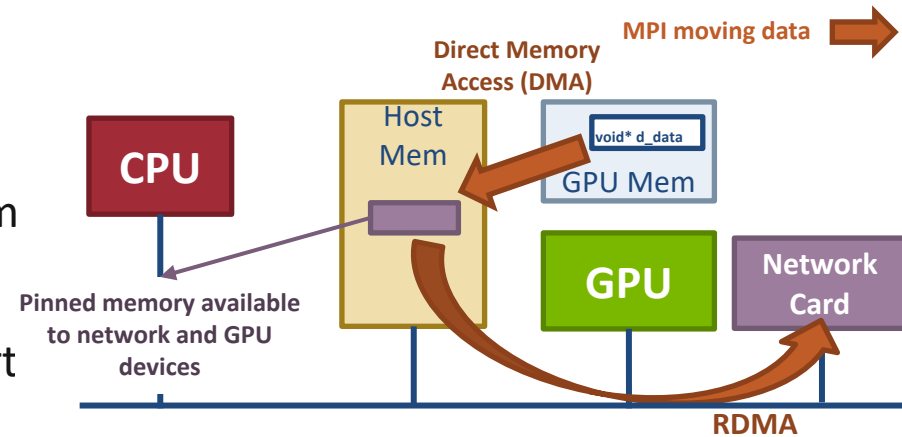 MPI moving data
Direct Memory
Access (DMA)
Host
Mem
void* d_data
GPU Mem
CPU
GPU
Network
Card
Pinned memory available
to network and GPU
devices
RDMA